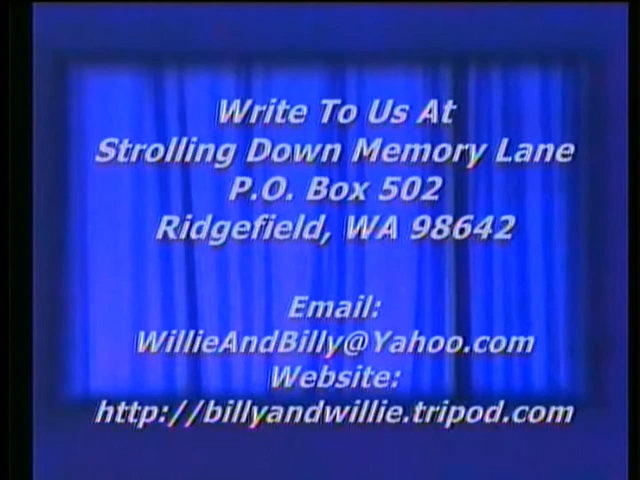 Write To Us At
Strolling Down Memory Lane
P.O. Box 502
Ridgefield, WA 98642
Email:
WillieAndBilly@Yahoo.com
Website:
http://billyandwillie.tripod.com